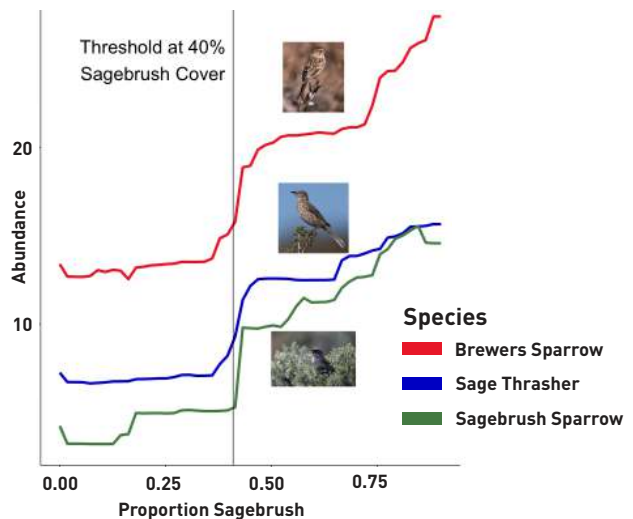 Threshold at 40%
Sagebrush Cover
20
10
Abundance
0.00 0.25 0.50 0.75
Proportion Sagebrush
Species
Brewers Sparrow
Sage Thrasher
Sagebrush Sparrow